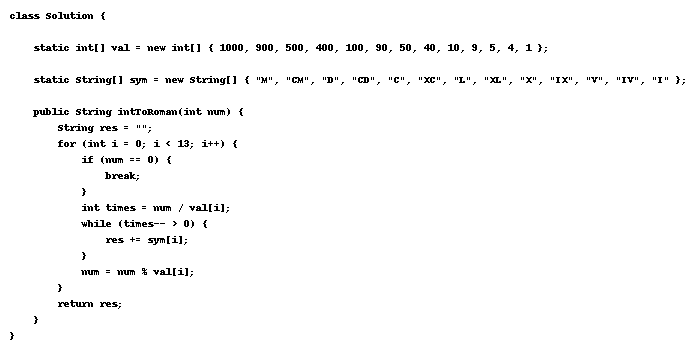 class Solution {
static int[] val = new int[] { 1000, 900, 500, 400, 100, 90, 50, 40, 10, 9, 5, 4, 1 };
static String[] sym = new String[] { "M", "CM", "D", "CD", "C", "XC", "L", "XL", "X", "IX", "V", "IV", "I" };
public String intToRoman(int num) {
String res = "";
for (int i = 0; i < 13; i++) {
if (num == 0) {
break;
}
int times = num / val[i];
while (times-- > 0) {
res += sym[i];
}
num = num % val[i];
}
return res;
}
}